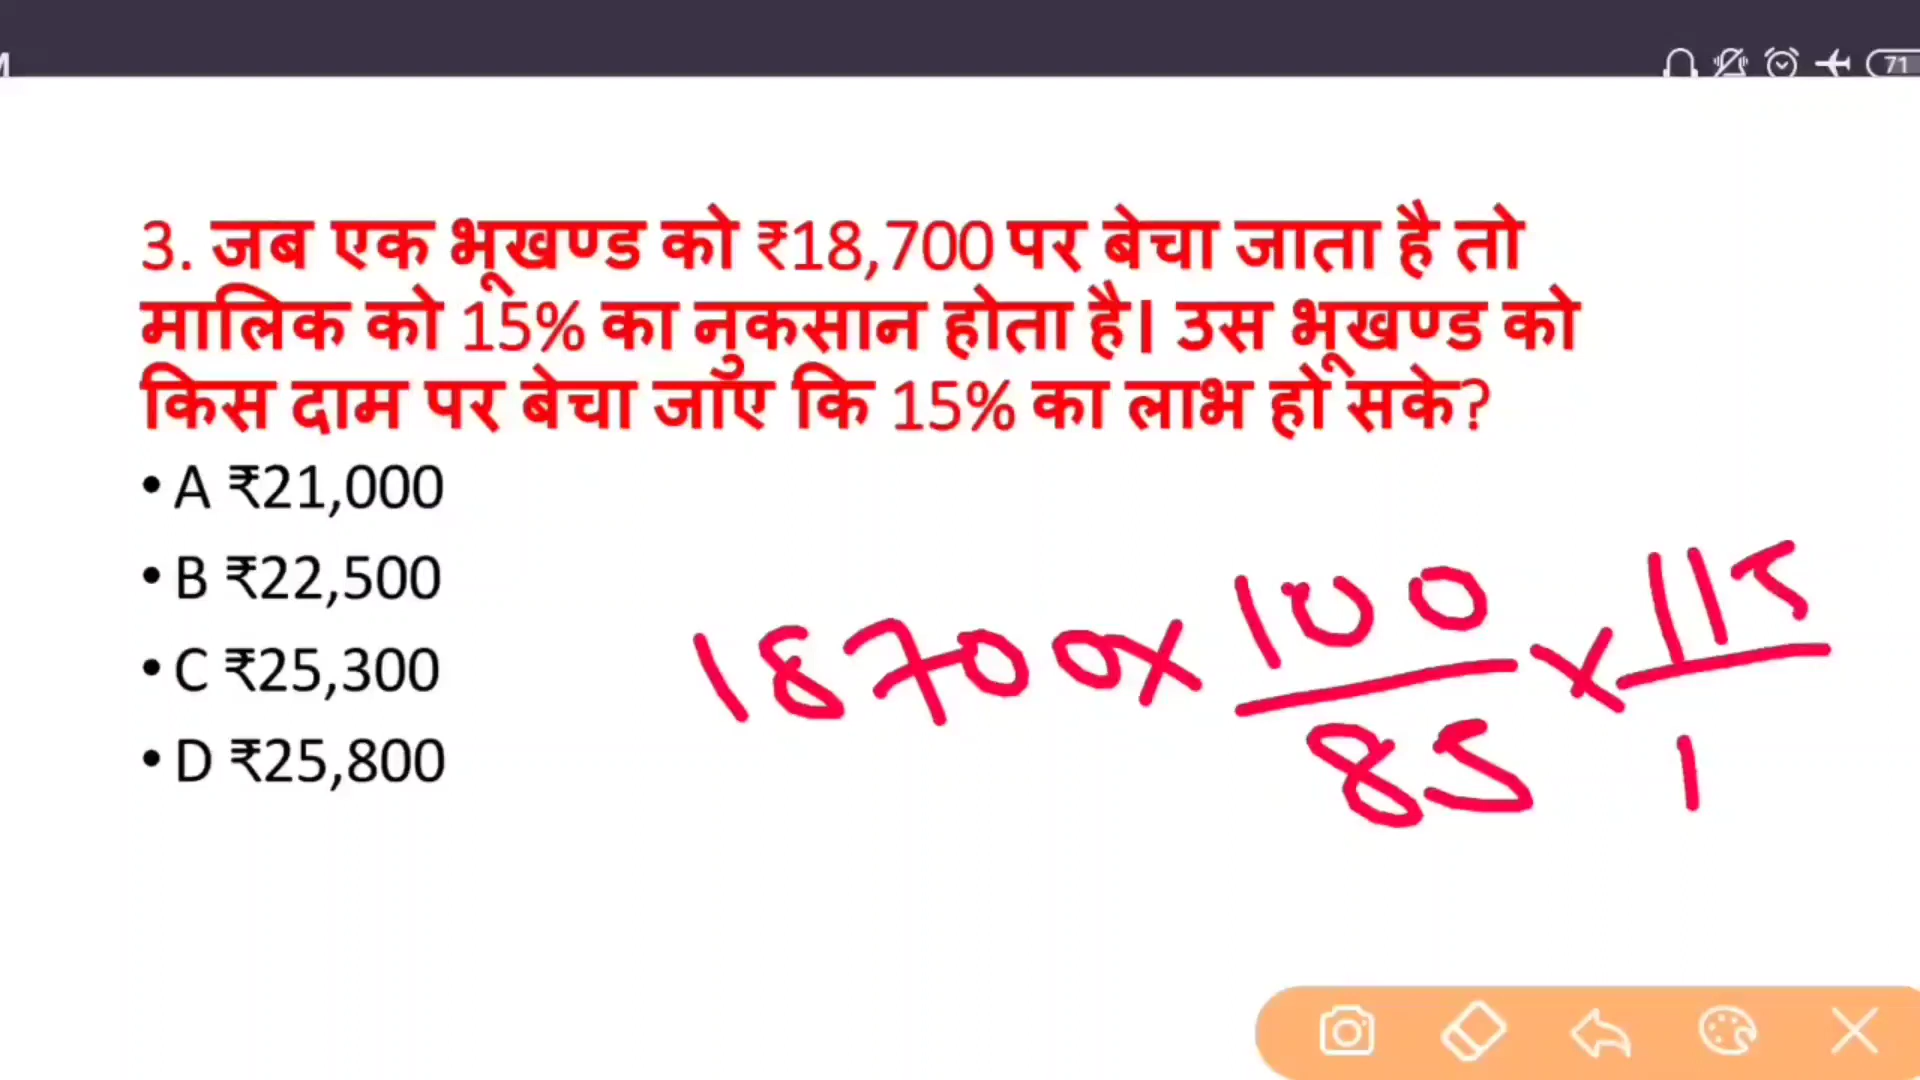 71
3. जब एक भूखण्ड को ₹18,700 पर बेचा जाता है तो
मालिक को 15% का नुकसान होता है। उस भूखण्ड को
किस दाम पर बेचा जाए कि 15% का लाभ हो सके?
• A ₹21,000
• B ₹22,500
• C ₹25,300
• D ₹25,800
18700 x 100/85 x 115/1